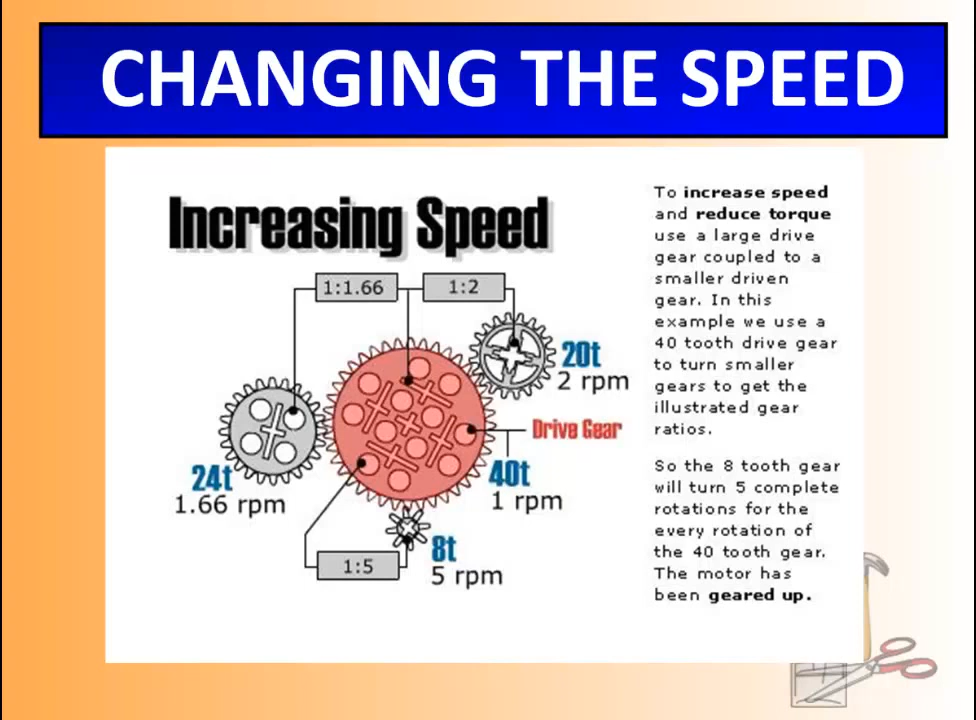 CHANGING THE SPEED
Increasing Speed
1:1.66
1:2
20t
2 rpm
Drive Gear
24t
1.66 rpm
40t
1 rpm
8t
5 rpm
1:5
To increase speed
and reduce torque
use a large drive
gear coupled to a
smaller driven
gear. In this
example we use a
40 tooth drive gear
to turn smaller
gears to get the
illustrated gear
ratios.
So the 8 tooth gear
will turn 5 complete
rotations for the
every rotation of
the 40 tooth gear.
The motor has
been geared up.